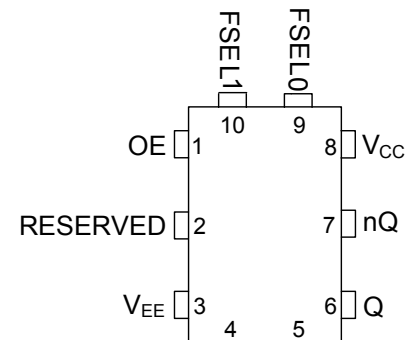 FSEL1 FSEL0
10 9
OE 1 8 VCC
RESERVED 2 7 nQ
VEE 3 6 Q
4 5